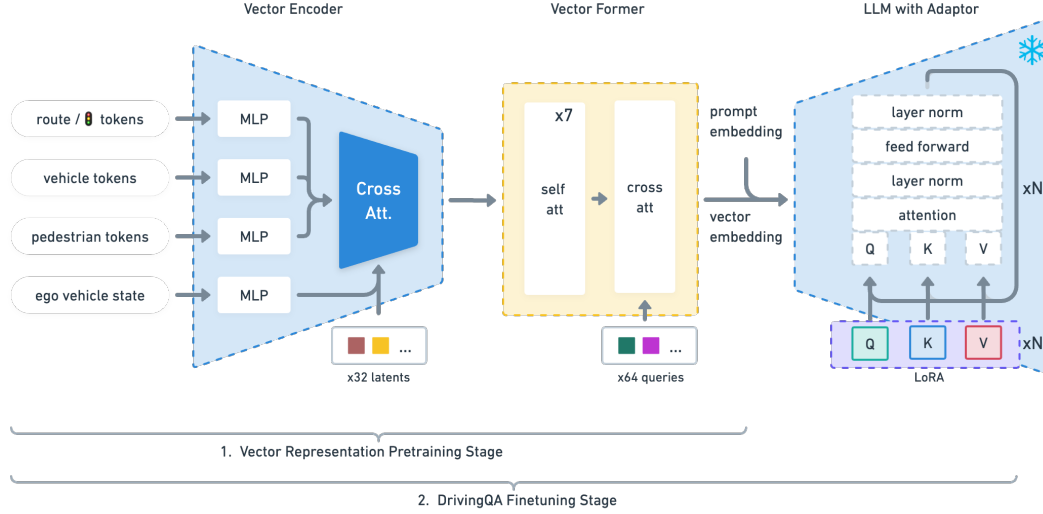 Vector Encoder
Vector Former
LLM with Adaptor
route / tokens
vehicle tokens
pedestrian tokens
ego vehicle state
MLP
MLP
MLP
MLP
Cross
Att.
x32 latents
...
x7
self
att
cross
att
...
x64 queries
prompt
embedding
vector
embedding
layer norm
feed forward
layer norm
attention
Q K V
xN
Q K V
xN
LoRA
1. Vector Representation Pretraining Stage
2. DrivingQA Finetuning Stage